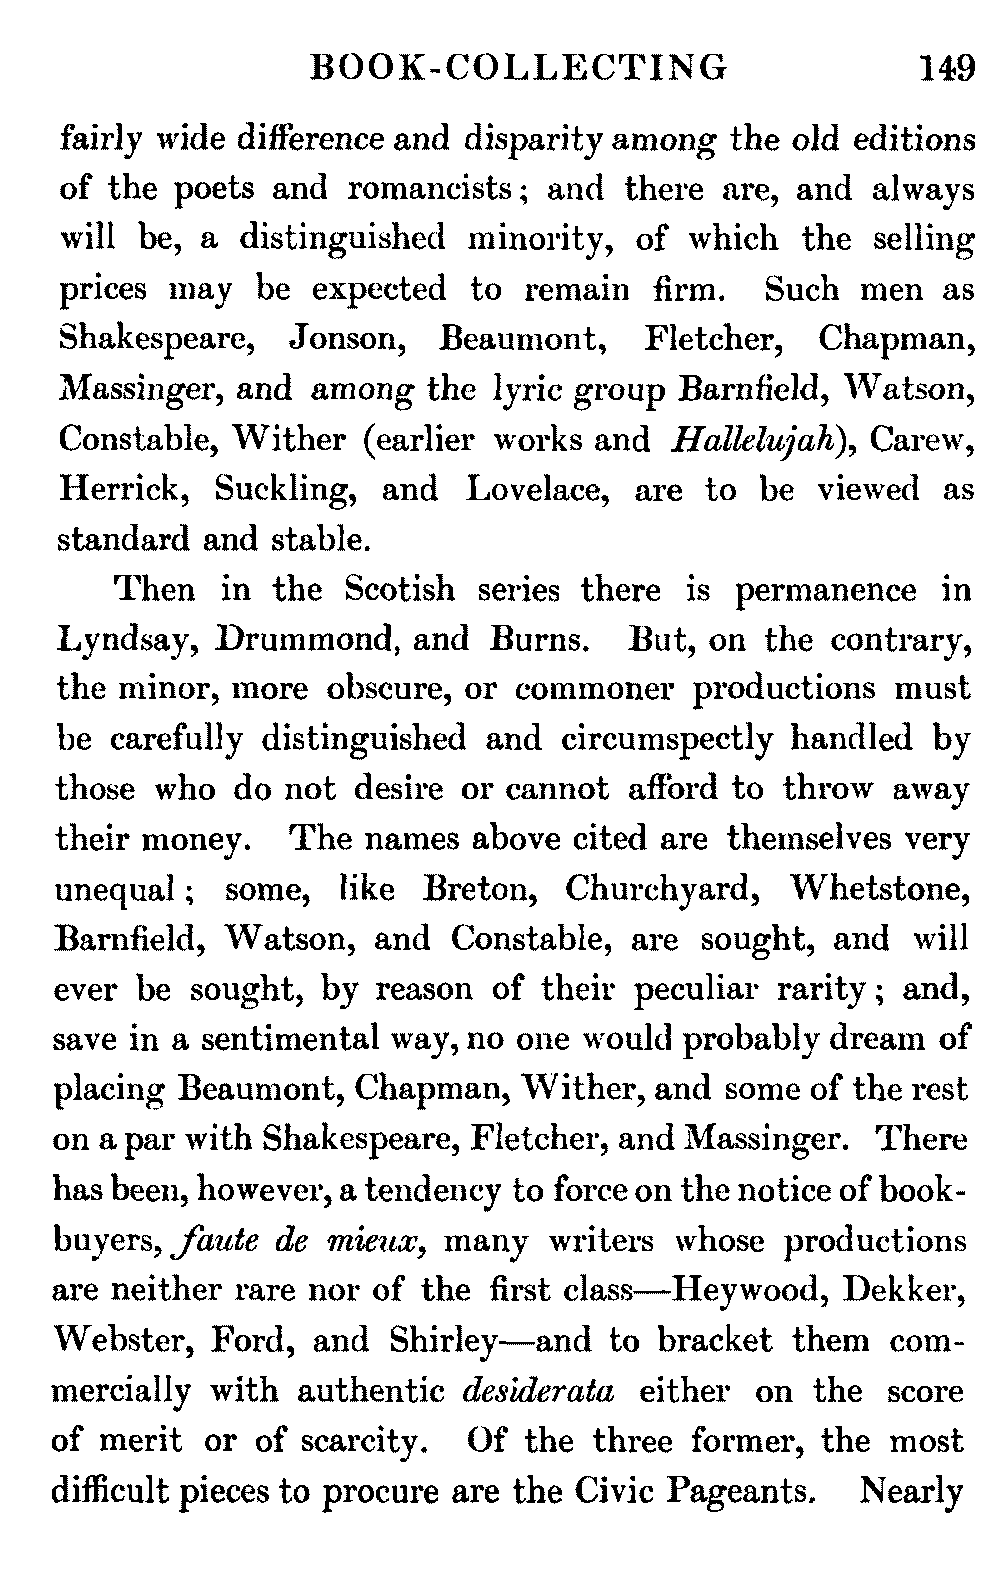 BOOK-COLLECTING 149
fairly wide difference and disparity among the old editions
of the poets and romancists; and there are, and always
will be, a distinguished minority, of which the selling
prices may be expected to remain firm. Such men as
Shakespeare, Jonson, Beaumont, Fletcher, Chapman,
Massinger, and among the lyric group Barnfield, Watson,
Constable, Wither (earlier works and Hallelujah), Carew,
Herrick, Suckling, and Lovelace, are to be viewed as
standard and stable.
Then in the Scotish series there is permanence in
Lyndsay, Drummond, and Burns. But, on the contrary,
the minor, more obscure, or commoner productions must
be carefully distinguished and circumspectly handled by
those who do not desire or cannot afford to throw away
their money. The names above cited are themselves very
unequal; some, like Breton, Churchyard, Whetstone,
Barnfield, Watson, and Constable, are sought, and will
ever be sought, by reason of their peculiar rarity; and,
save in a sentimental way, no one would probably dream of
placing Beaumont, Chapman, Wither, and some of the rest
on a par with Shakespeare, Fletcher, and Massinger. There
has been, however, a tendency to force on the notice of book-
buyers, faute de mieux, many writers whose productions
are neither rare nor of the first class—Heywood, Dekker,
Webster, Ford, and Shirley—and to bracket them com-
mercially with authentic desiderata either on the score
of merit or of scarcity. Of the three former, the most
difficult pieces to procure are the Civic Pageants. Nearly